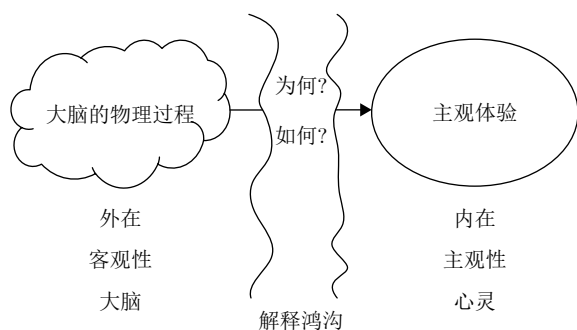 大脑的物理过程
为何?
如何?
主观体验
外在
客观性
大脑
解释鸿沟
内在
主观性
心灵